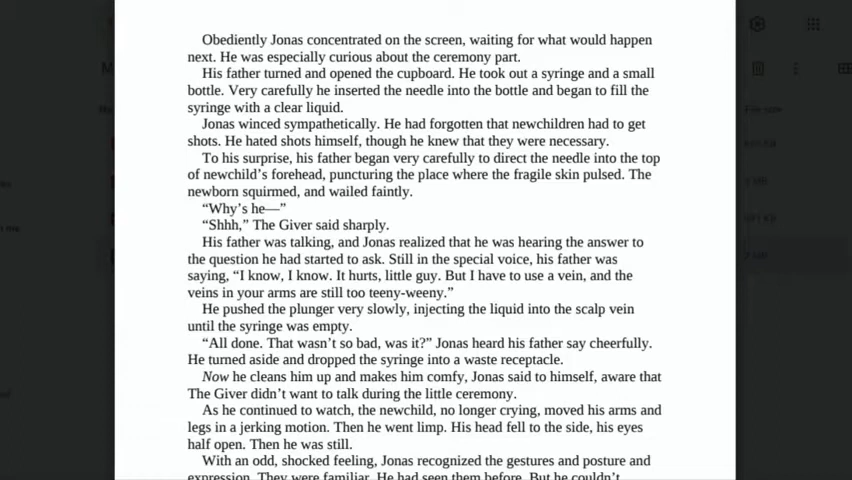 Obediently Jonas concentrated on the screen, waiting for what would happen
next. He was especially curious about the ceremony part.
His father turned and opened the cupboard. He took out a syringe and a small
bottle. Very carefully he inserted the needle into the bottle and began to fill the
syringe with a clear liquid.
Jonas winced sympathetically. He had forgotten that newchildren had to get
shots. He hated shots himself, though he knew that they were necessary.
To his surprise, his father began very carefully to direct the needle into the top
of newchild’s forehead, puncturing the place where the fragile skin pulsed. The
newborn squirmed, and wailed faintly.
“Why’s he—”
“Shhh,” The Giver said sharply.
His father was talking, and Jonas realized that he was hearing the answer to
the question he had started to ask. Still in the special voice, his father was
saying, “I know, I know. It hurts, little guy. But I have to use a vein, and the
veins in your arms are still too teeny-weeny.”
He pushed the plunger very slowly, injecting the liquid into the scalp vein
until the syringe was empty.
“All done. That wasn’t so bad, was it?” Jonas heard his father say cheerfully.
He turned aside and dropped the syringe into a waste receptacle.
Now he cleans him up and makes him comfy, Jonas said to himself, aware that
The Giver didn’t want to talk during the little ceremony.
As he continued to watch, the newchild, no longer crying, moved his arms and
legs in a jerking motion. Then he went limp. His head fell to the side, his eyes
half open. Then he was still.
With an odd, shocked feeling, Jonas recognized the gestures and posture and
expression. They were familiar. He had seen them before. But he couldn’t